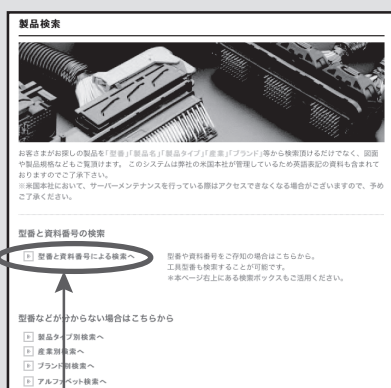 製品検索
お客さまがお探しの製品を「型番」「製品名」「製品タイプ」「産業」「ブランド」等から検索頂けるだけでなく、図面
や製品規格などもご覧頂けます。 このシステムは弊社の米国本社が管理しているため英語表記の資料も含まれて
おりますのでご了承下さい。
※米国本社において、サーバーメンテナンスを行っている際はアクセスできなくなる場合がございますので、予め
ご了承ください。
型番と資料番号の検索
型番と資料番号による検索へ
型番や資料番号をご存知の場合はこちらから。
工具型番も検索することが可能です。
※本ページ右上にある検索ボックスもご活用ください。
型番などが分からない場合はこちらから
製品タイプ別検索へ
産業別検索へ
ブランド別検索へ
アルファベット検索へ